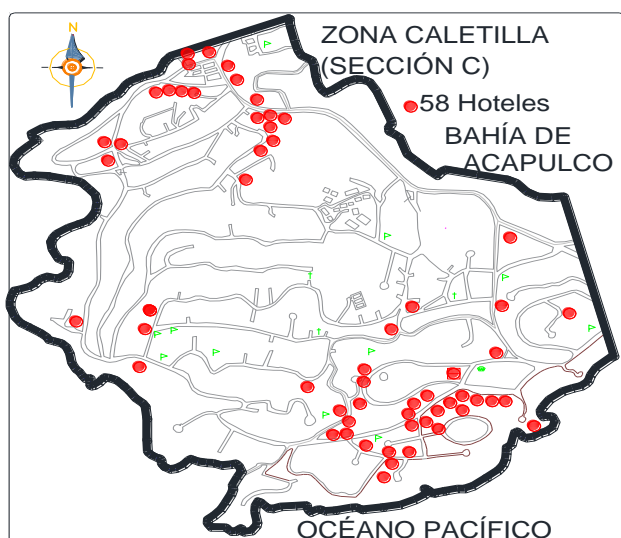 N
ZONA CALETILLA
(SECCIÓN C)
58 Hoteles
BAHÍA DE
ACAPULCO
OCÉANO PACÍFICO